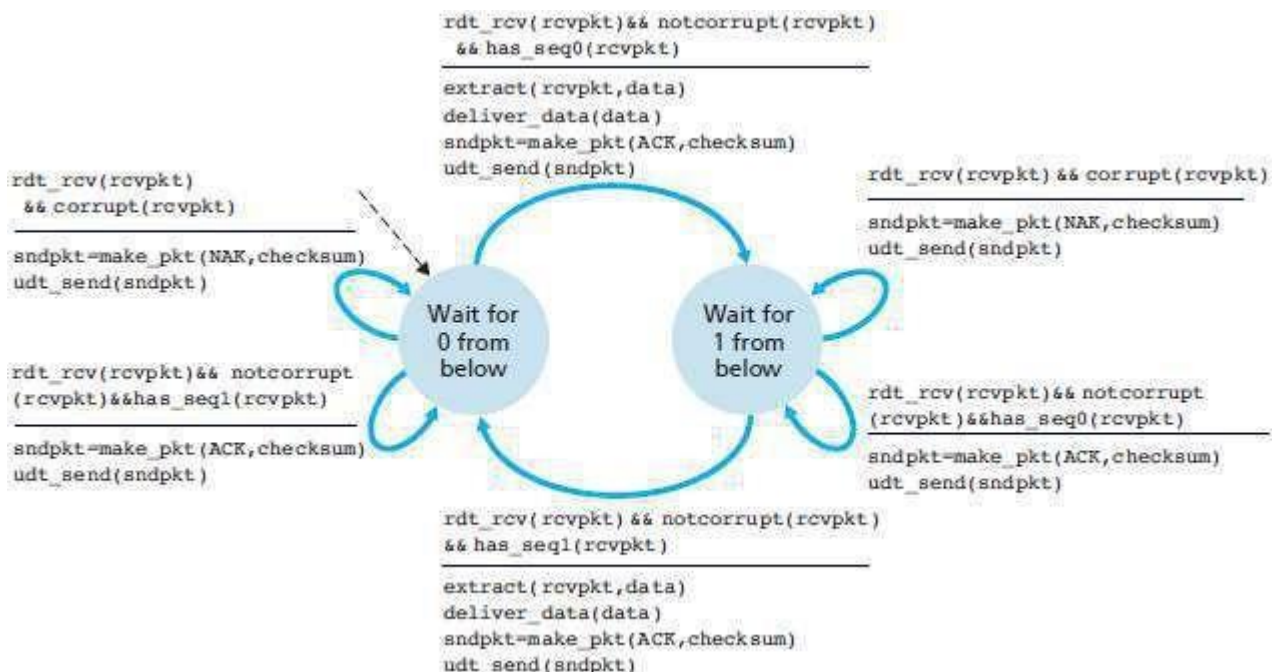 rdt_rcv(rcvpkt)&& notcorrupt(rcvpkt)
&& has_seq0(rcvpkt)
extract(rcvpkt,data)
deliver_data(data)
sndpkt=make_pkt(ACK,checksum)
udt_send(sndpkt)
rdt_rcv(rcvpkt)
&& corrupt(rcvpkt)
sndpkt=make_pkt(NAK,checksum)
udt_send(sndpkt)
rdt_rcv(rcvpkt) && corrupt(rcvpkt)
sndpkt=make_pkt(NAK,checksum)
udt_send(sndpkt)
Wait for
0 from
below
Wait for
1 from
below
rdt_rcv(rcvpkt)&& notcorrupt
(rcvpkt)&&has_seq1(rcvpkt)
sndpkt=make_pkt(ACK,checksum)
udt_send(sndpkt)
rdt_rcv(rcvpkt)&& notcorrupt
(rcvpkt)&&has_seq0(rcvpkt)
sndpkt=make_pkt(ACK,checksum)
udt_send(sndpkt)
rdt_rcv(rcvpkt) && notcorrupt(rcvpkt)
&& has_seq1(rcvpkt)
extract(rcvpkt,data)
deliver_data(data)
sndpkt=make_pkt(ACK,checksum)
udt_send(sndpkt)